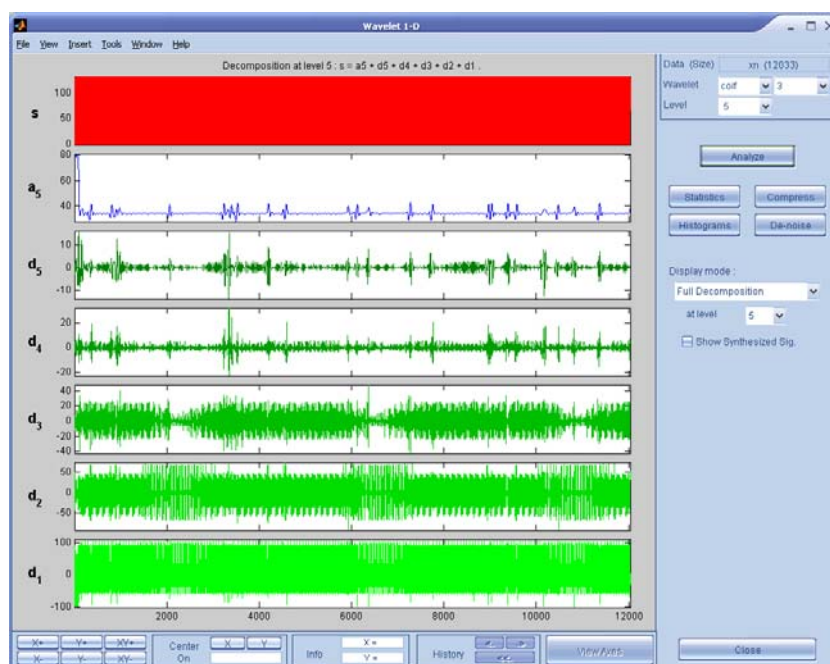 Wavelet 1-D
File View Insert Tools Window Help
Decomposition at level 5 : s = a5 + d5 + d4 + d3 + d2 + d1 .
s
100
50
0
a5
80
60
40
d5
10
0
-10
d4
20
0
-20
d3
40
20
0
-20
-40
d2
50
0
-50
d1
100
0
-100
2000 4000 6000 8000 10000 12000
Data (Size) xn (12033)
Wavelet coif 3
Level 5
Analyze
Statistics Compress
Histograms De-noise
Display mode :
Full Decomposition
at level 5
Show Synthesized Sig.
X+ Y+ XY+
X- Y- XY-
Center On X Y
Info X = Y =
History <- -> <<-
View Axes
Close